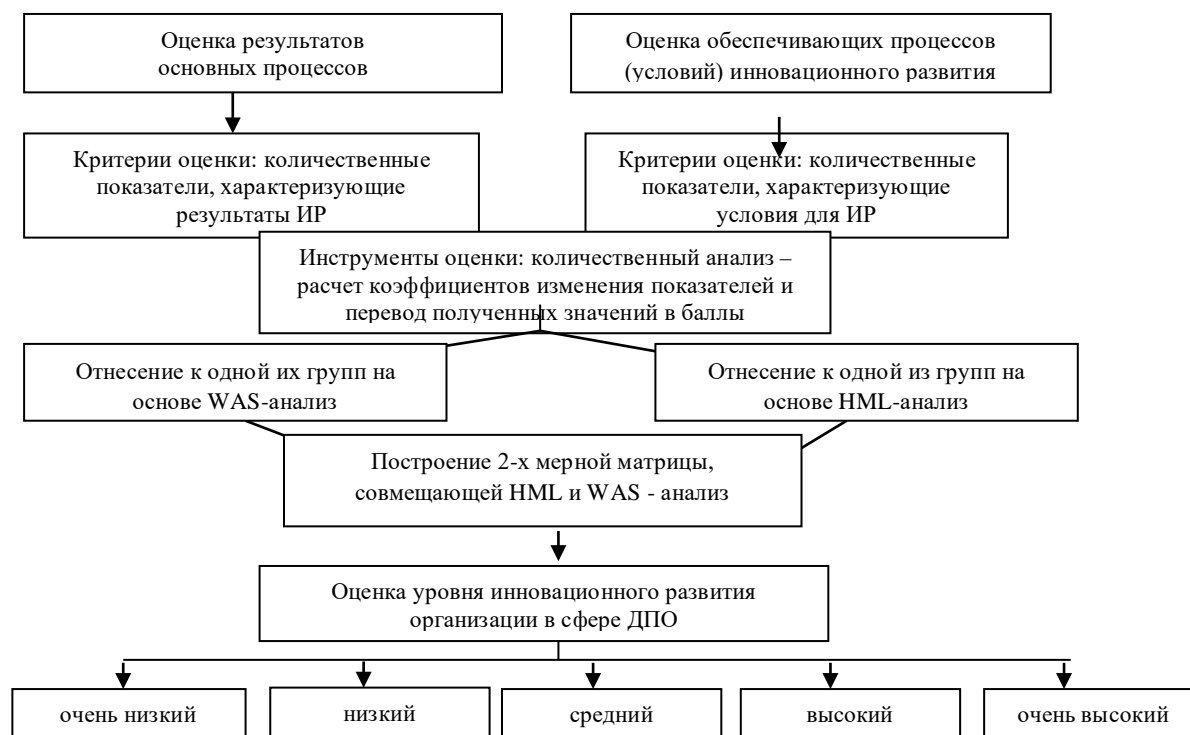 Оценка результатов
основных процессов
Оценка обеспечивающих процессов
(условий) инновационного развития
Критерии оценки: количественные
показатели, характеризующие
результаты ИР
Критерии оценки: количественные
показатели, характеризующие
условия для ИР
Инструменты оценки: количественный анализ –
расчет коэффициентов изменения показателей и
перевод полученных значений в баллы
Отнесение к одной их групп на
основе WAS-анализ
Отнесение к одной из групп на
основе HML-анализ
Построение 2-х мерной матрицы,
совмещающей HML и WAS - анализ
Оценка уровня инновационного развития
организации в сфере ДПО
очень низкий
низкий
средний
высокий
очень высокий